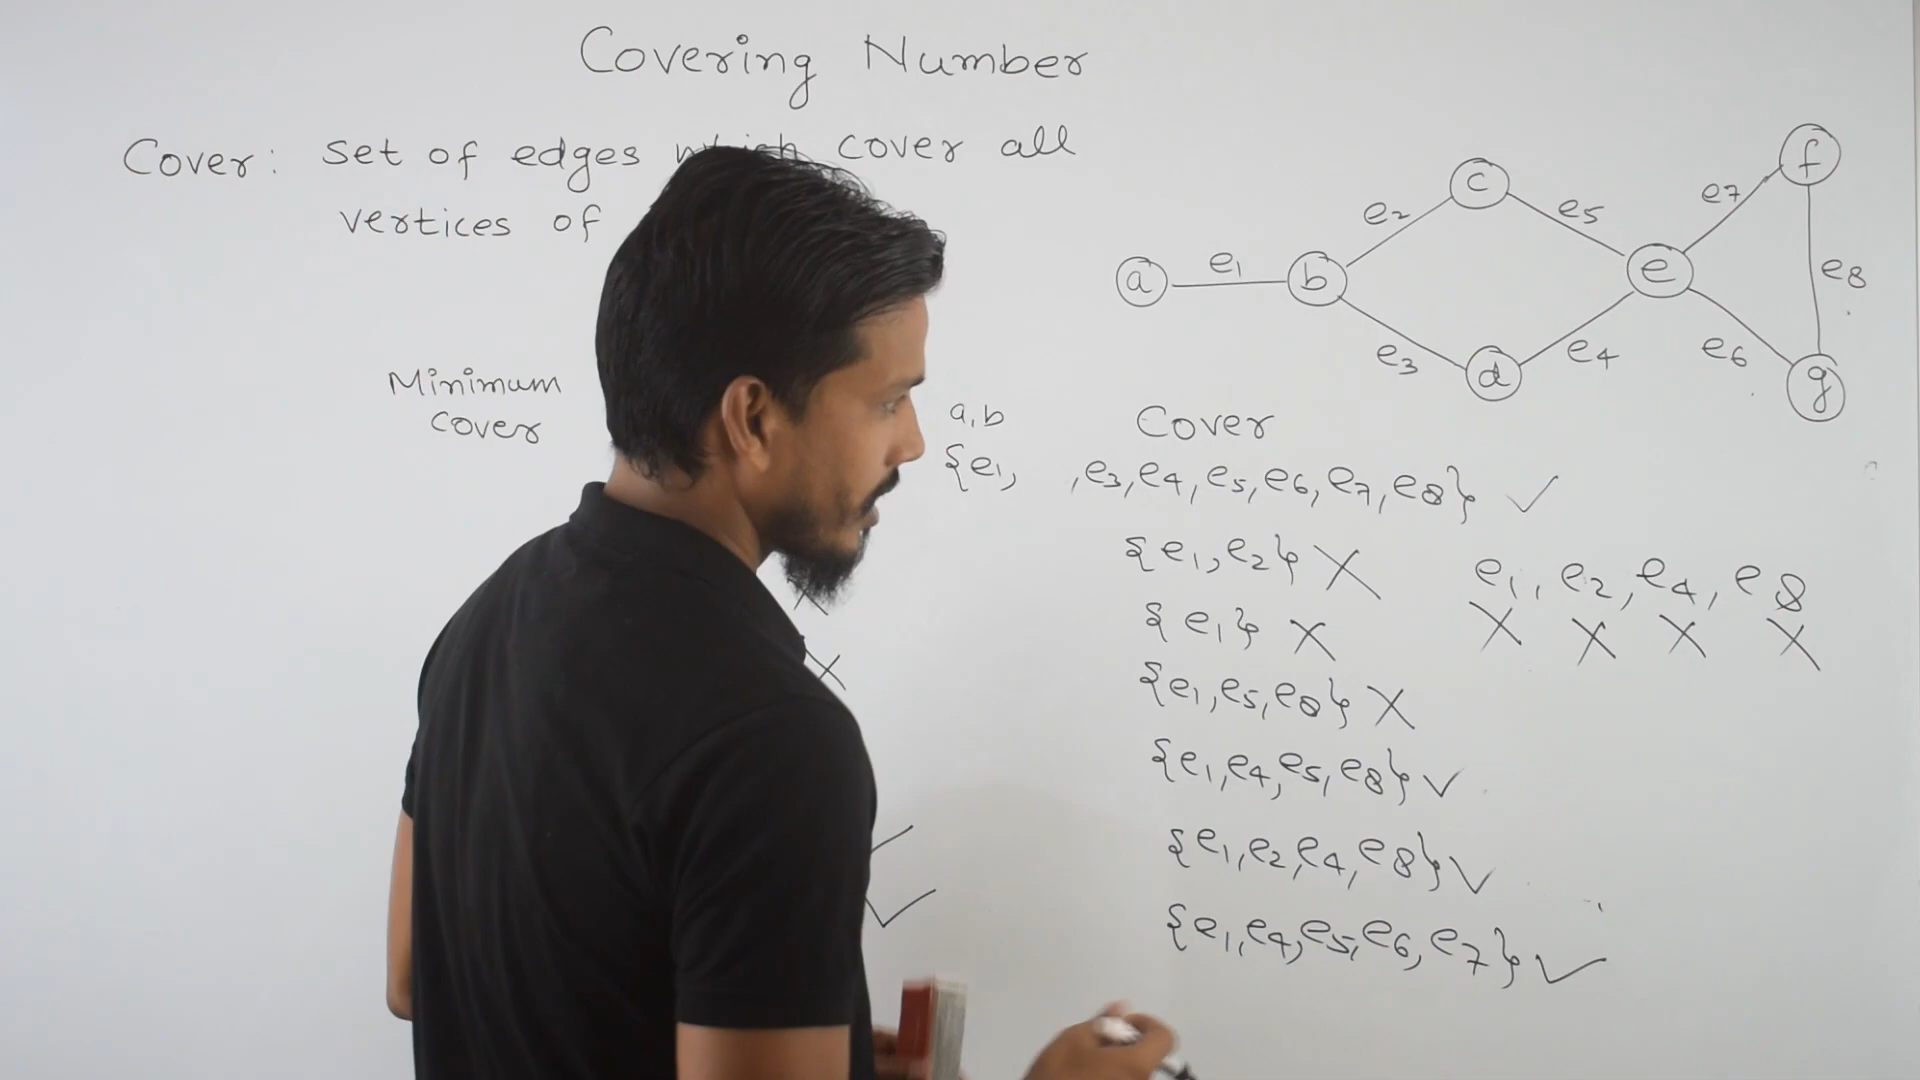 Covering Number
Cover: set of edges which cover all
vertices of
Minimum
cover
a b c d e f g
e1 e2 e3 e4 e5 e6 e7 e8
a,b
Cover
{e1, ,e3,e4,e5,e6,e7,e8} ✓
{e1,e2} X
e1,e2,e4,e8
X X X X
{e1} X
{e1,e5,e8} X
{e1,e4,e5,e8} ✓
{e1,e2,e4,e8} ✓
{e1,e4,e5,e6,e7} ✓